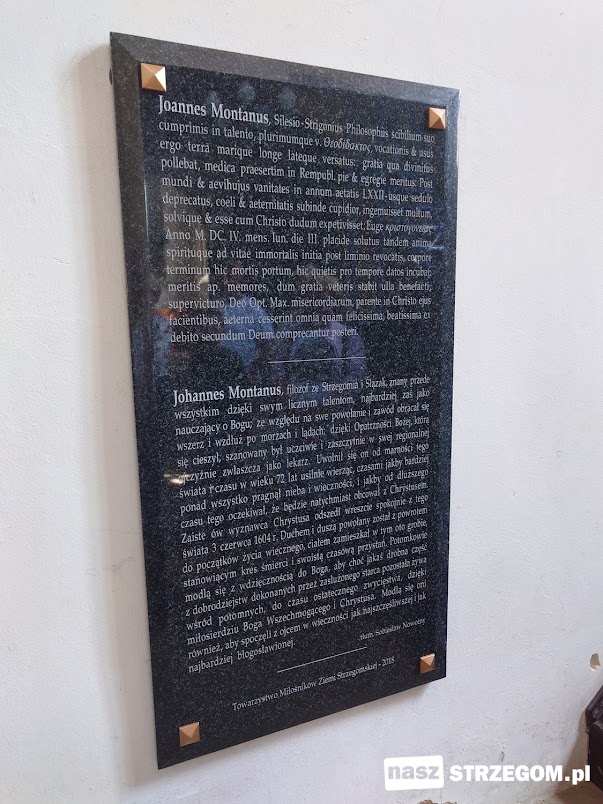 Joannes Montanus, Silesio-Strigonius Philosophus scibilium suo
cumprimis in talento, plurimumque v. Θεοδίδακτος, vocationis & usus
ergo terra marique longe lateque versatus: gratia qua divinitus
pollebat, medica praesertim in Rempubl. pie & egregie meritus: Post
mundi & aevihujus vanitates in annum aetatis LXXII usque sedulo
deprecatus, coeli & aeternitatis subinde cupidior, ingemuisset multum,
solvique & esse cum Christo dudum expetivisset: Euge
Anno M. DC, IV: mens. Iun. die III. placide solutus tandem anima
spirituque ad vitae immortalis initia post liminio revocatis, corpore
terminum hic mortis portum, hic quietis pro tempore datos incubat;
meritis ap. memores, dum gratia veteris stabit ulla benefacti,
supervicturo, Deo Opt. Max. misericordiarum, parente in Christo ejus
facientibus, aeterna cesserint omnia quam felicissima, beatissima ex
debito secundum Deum comprecantur posteri.
Johannes Montanus, filozof ze Strzegomia i Ślązak, znany przede
wszystkim dzięki swym licznym talentom, najbardziej zaś jako
nauczający o Bogu; ze względu na swe powołanie i zawód obracał się
wszerz i wzdłuż po morzach i lądach; dzięki Opatrzności Bożej, którą
się cieszył, szanowany był uczciwie i zaszczytnie w swej regionalnej
ojczyźnie zwłaszcza jako lekarz. Uwolnił się on od marności tego
świata i czasu w wieku 72 lat usilnie wierząc, czasami jakby bardziej
ponad wszystko pragnął nieba i wieczności, i jakby od dłuższego
czasu tego oczekiwał, że będzie natychmiast obcował z Chrystusem.
Zaiste ów wyznawca Chrystusa odszedł wreszcie spokojnie z tego
świata 3 czerwca 1604 r. Duchem i duszą powołany został z powrotem
do początków życia wiecznego, ciałem zamieszkał w tym oto grobie,
stanowiącym kres śmierci i swoistą czasową przystań. Potomkowie
modlą się z wdzięcznością do Boga, aby choć jakaś drobna część
z dobrodziejstw dokonanych przez zasłużonego starca pozostała żywa
wśród potomnych, do czasu ostatecznego zwycięstwa, dzięki
miłosierdziu Boga Wszechmogącego i Chrystusa. Modlą się oni
również, aby spoczęli z ojcem w wieczności jak najszczęśliwszej i jak
najbardziej błogosławionej.
tłum. Sobiesław Nowotny
Towarzystwo Miłośników Ziemi Strzegomskiej - 2018
nasz STRZEGOM.pl